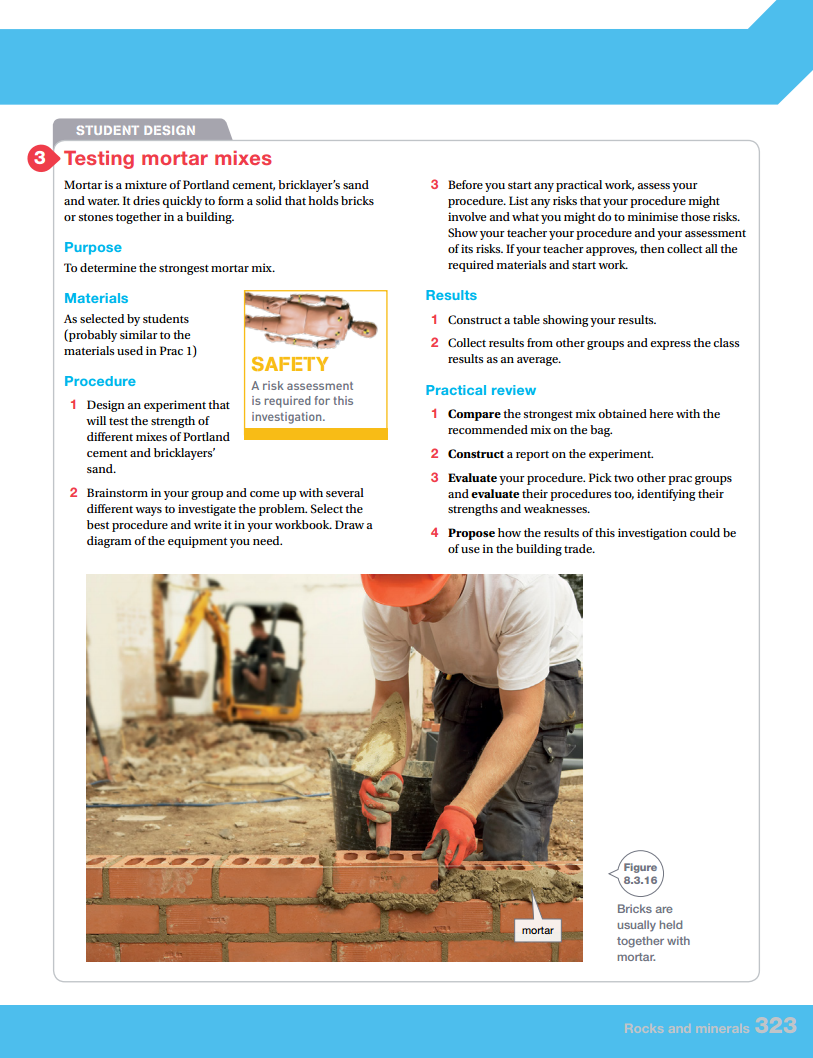 STUDENT DESIGN
3 Testing mortar mixes
Mortar is a mixture of Portland cement, bricklayer's sand
and water. It dries quickly to form a solid that holds bricks
or stones together in a building.
Purpose
To determine the strongest mortar mix.
Materials
As selected by students
(probably similar to the
materials used in Prac 1)
SAFETY
A risk assessment
is required for this
investigation.
Procedure
1 Design an experiment that
will test the strength of
different mixes of Portland
cement and bricklayers'
sand.
2 Brainstorm in your group and come up with several
different ways to investigate the problem. Select the
best procedure and write it in your workbook. Draw a
diagram of the equipment you need.
3 Before you start any practical work, assess your
procedure. List any risks that your procedure might
involve and what you might do to minimise those risks.
Show your teacher your procedure and your assessment
of its risks. If your teacher approves, then collect all the
required materials and start work.
Results
1 Construct a table showing your results.
2 Collect results from other groups and express the class
results as an average.
Practical review
1 Compare the strongest mix obtained here with the
recommended mix on the bag.
2 Construct a report on the experiment.
3 Evaluate your procedure. Pick two other prac groups
and evaluate their procedures too, identifying their
strengths and weaknesses.
4 Propose how the results of this investigation could be
of use in the building trade.
mortar
Figure
8.3.16
Bricks are
usually held
together with
mortar.
Rocks and minerals 323